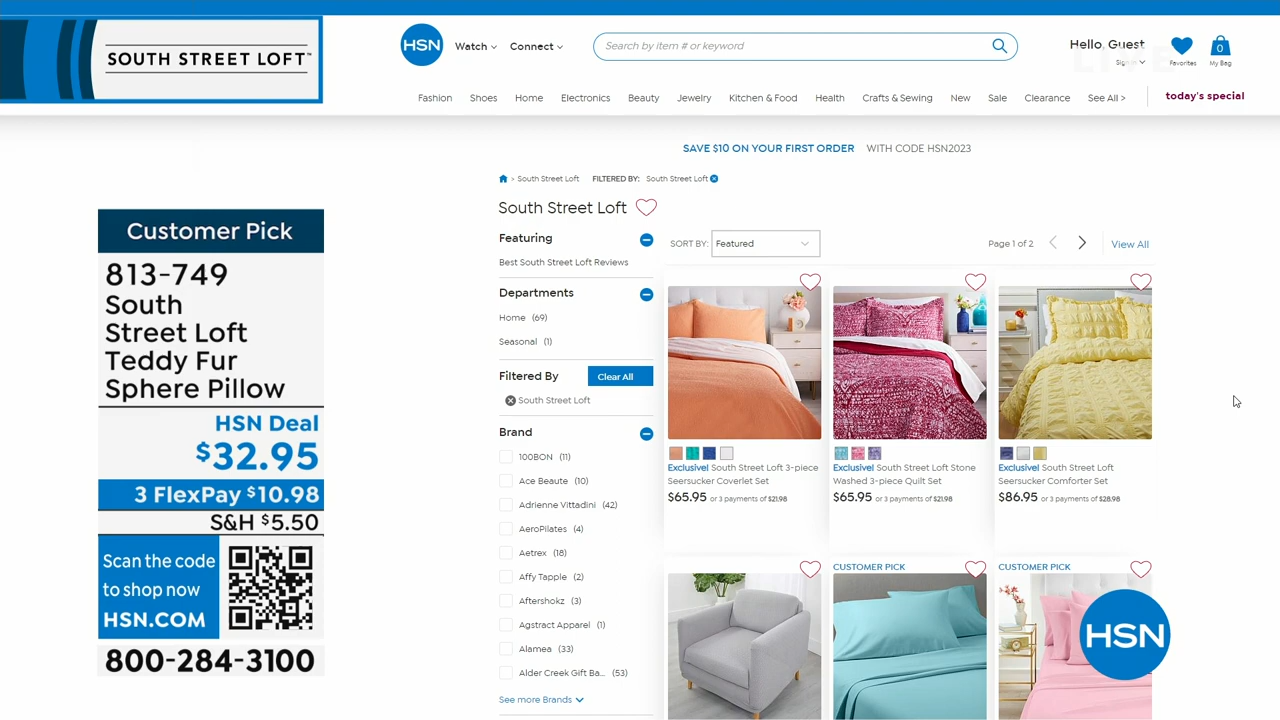 SOUTH STREET LOFT™
HSN
Watch
Connect
Search by item # or keyword
Hello, Guest
Sign In
LIVE
Favorites
0
My Bag
Fashion
Shoes
Home
Electronics
Beauty
Jewelry
Kitchen & Food
Health
Crafts & Sewing
New
Sale
Clearance
See All >
today's special
SAVE $10 ON YOUR FIRST ORDER WITH CODE HSN2023
> South Street Loft FILTERED BY: South Street Loft
South Street Loft
Customer Pick
813-749
South
Street Loft
Teddy Fur
Sphere Pillow
HSN Deal
$32.95
3 FlexPay $10.98
S&H $5.50
Scan the code
to shop now
HSN.COM
800-284-3100
Featuring
Best South Street Loft Reviews
Departments
Home (69)
Seasonal (1)
Filtered By
Clear All
South Street Loft
Brand
100BON (11)
Ace Beaute (10)
Adrienne Vittadini (42)
AeroPilates (4)
Aetrex (18)
Affy Tapple (2)
Aftershokz (3)
Agstract Apparel (1)
Alamea (33)
Alder Creek Gift Ba... (53)
See more Brands
SORT BY: Featured
Page 1 of 2
View All
Exclusive! South Street Loft 3-piece
Seersucker Coverlet Set
$65.95 or 3 payments of $21.98
Exclusive! South Street Loft Stone
Washed 3-piece Quilt Set
$65.95 or 3 payments of $21.98
Exclusive! South Street Loft
Seersucker Comforter Set
$86.95 or 3 payments of $28.98
CUSTOMER PICK
CUSTOMER PICK
HSN